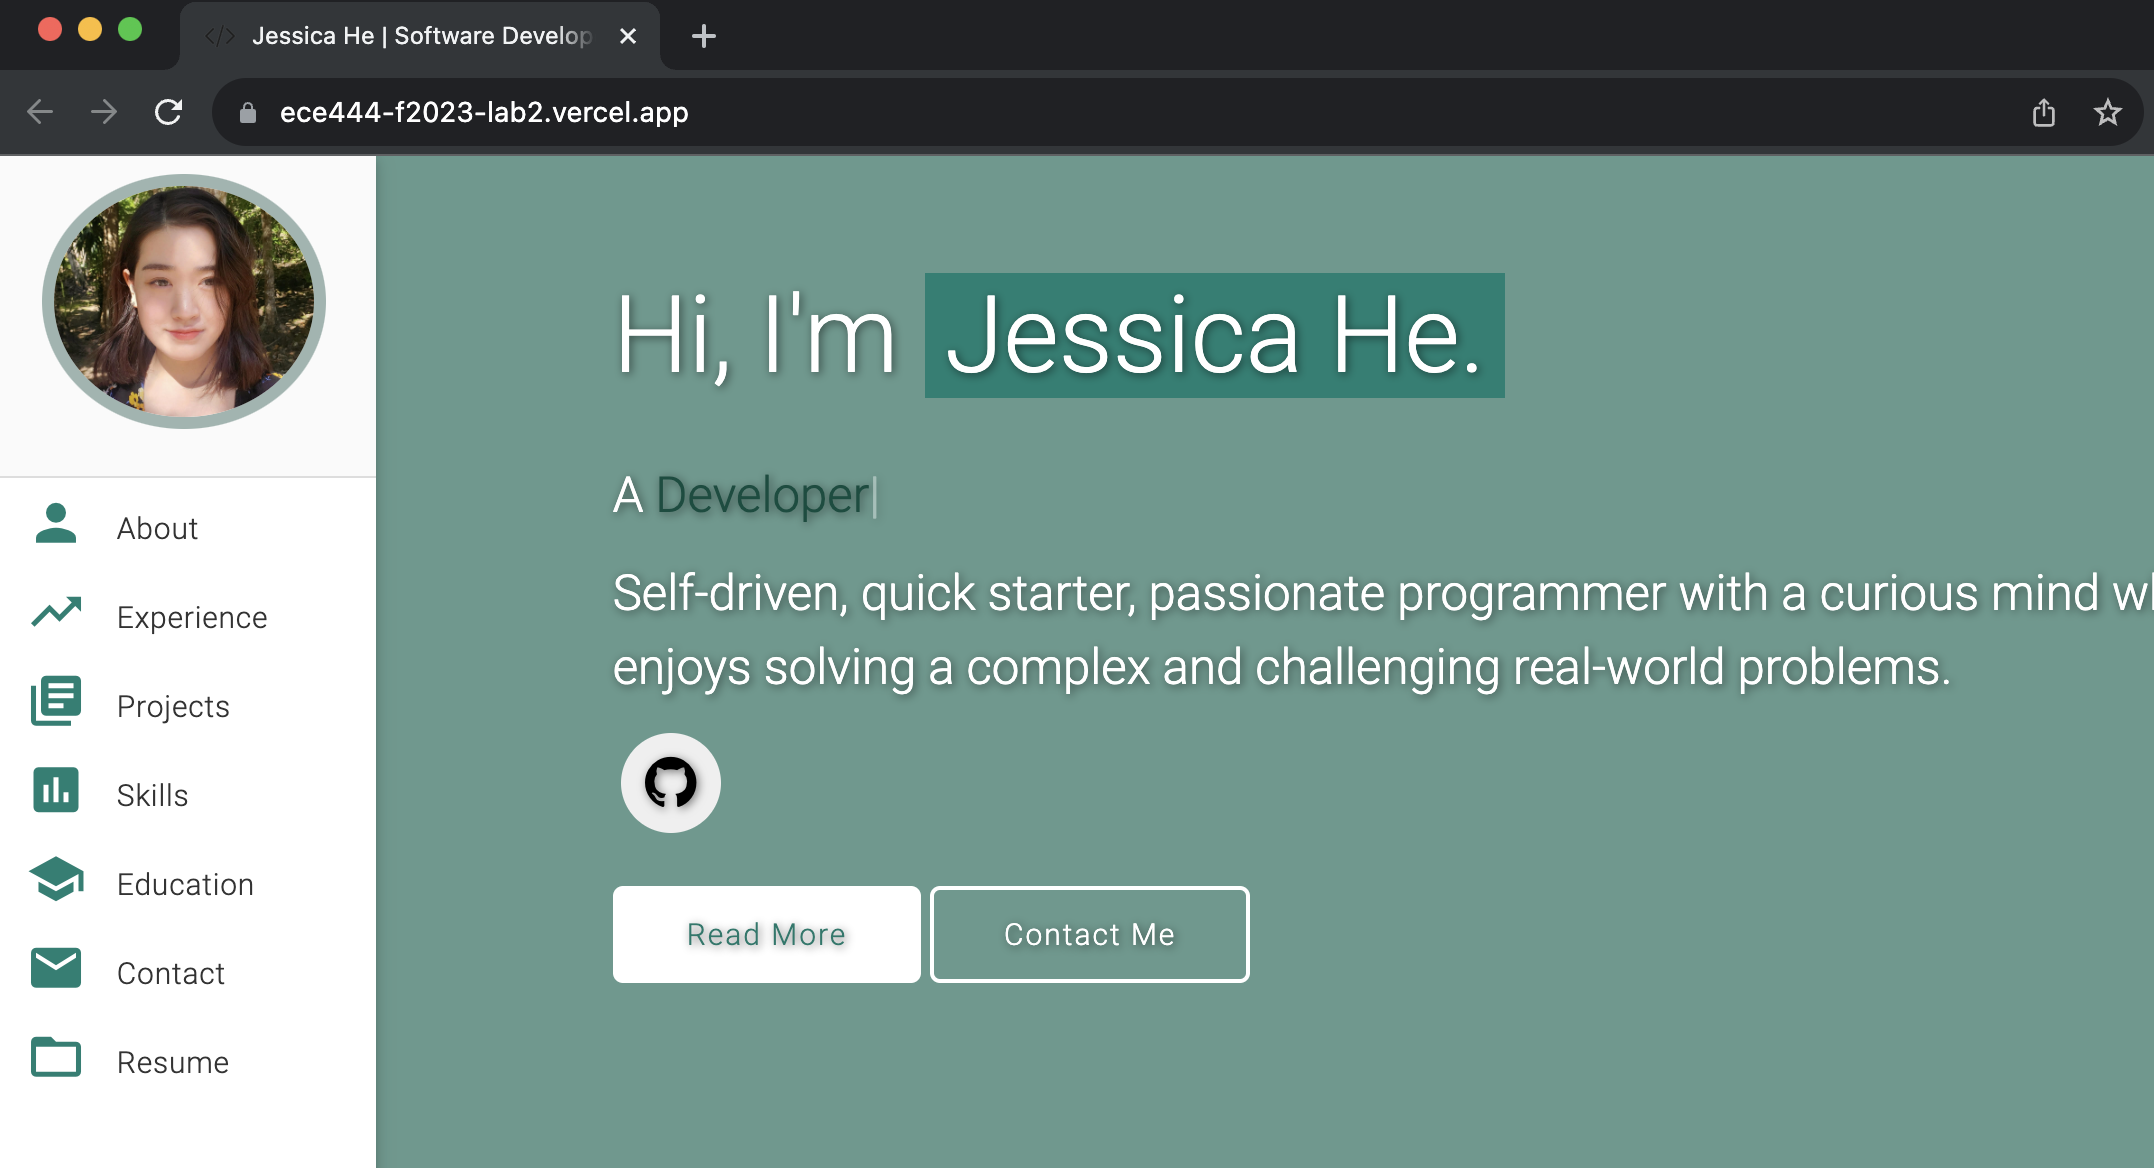 Jessica He | Software Develop
ece444-f2023-lab2.vercel.app
About
Experience
Projects
Skills
Education
Contact
Resume
Hi, I'm Jessica He.
A Developer|
Self-driven, quick starter, passionate programmer with a curious mind
enjoys solving a complex and challenging real-world problems.
Read More
Contact Me